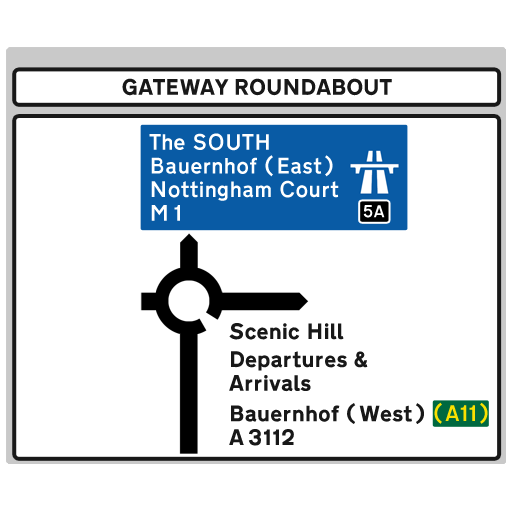 GATEWAY ROUNDABOUT
The SOUTH
Bauernhof (East)
Nottingham Court
M 1
5A
Scenic Hill
Departures &
Arrivals
Bauernhof (West) (A11)
A 3112